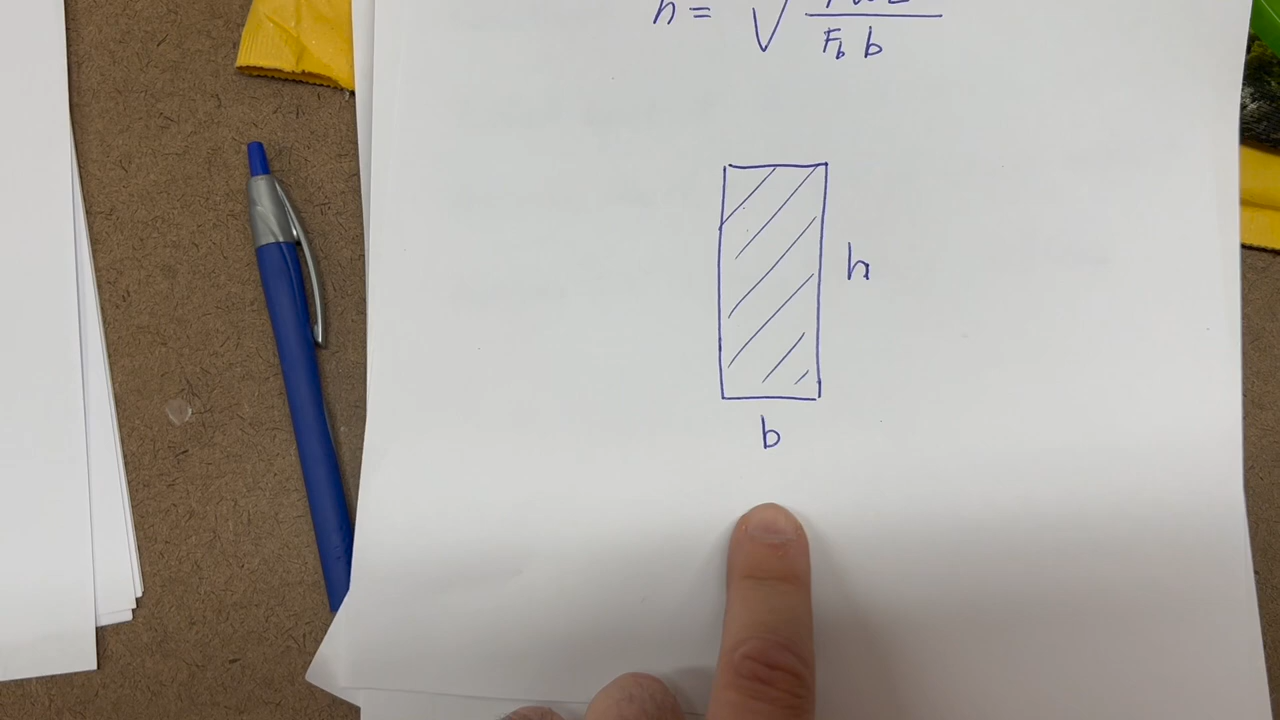 h = √
F_b b
h
b